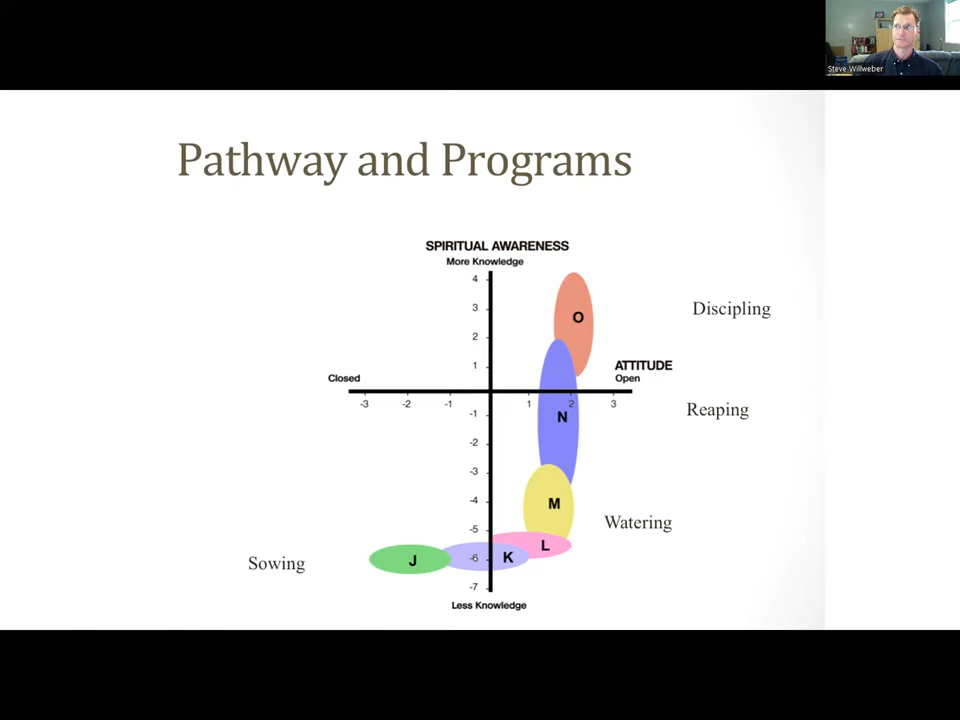 Steve Willweber
Pathway and Programs
SPIRITUAL AWARENESS
More Knowledge
4
3
2
1
O
Discipling
ATTITUDE
Open
Closed
-3 -2 -1 1 2 3
-1
-2
-3
-4
-5
-6
-7
N
Reaping
M
Watering
L
K
J
Sowing
Less Knowledge